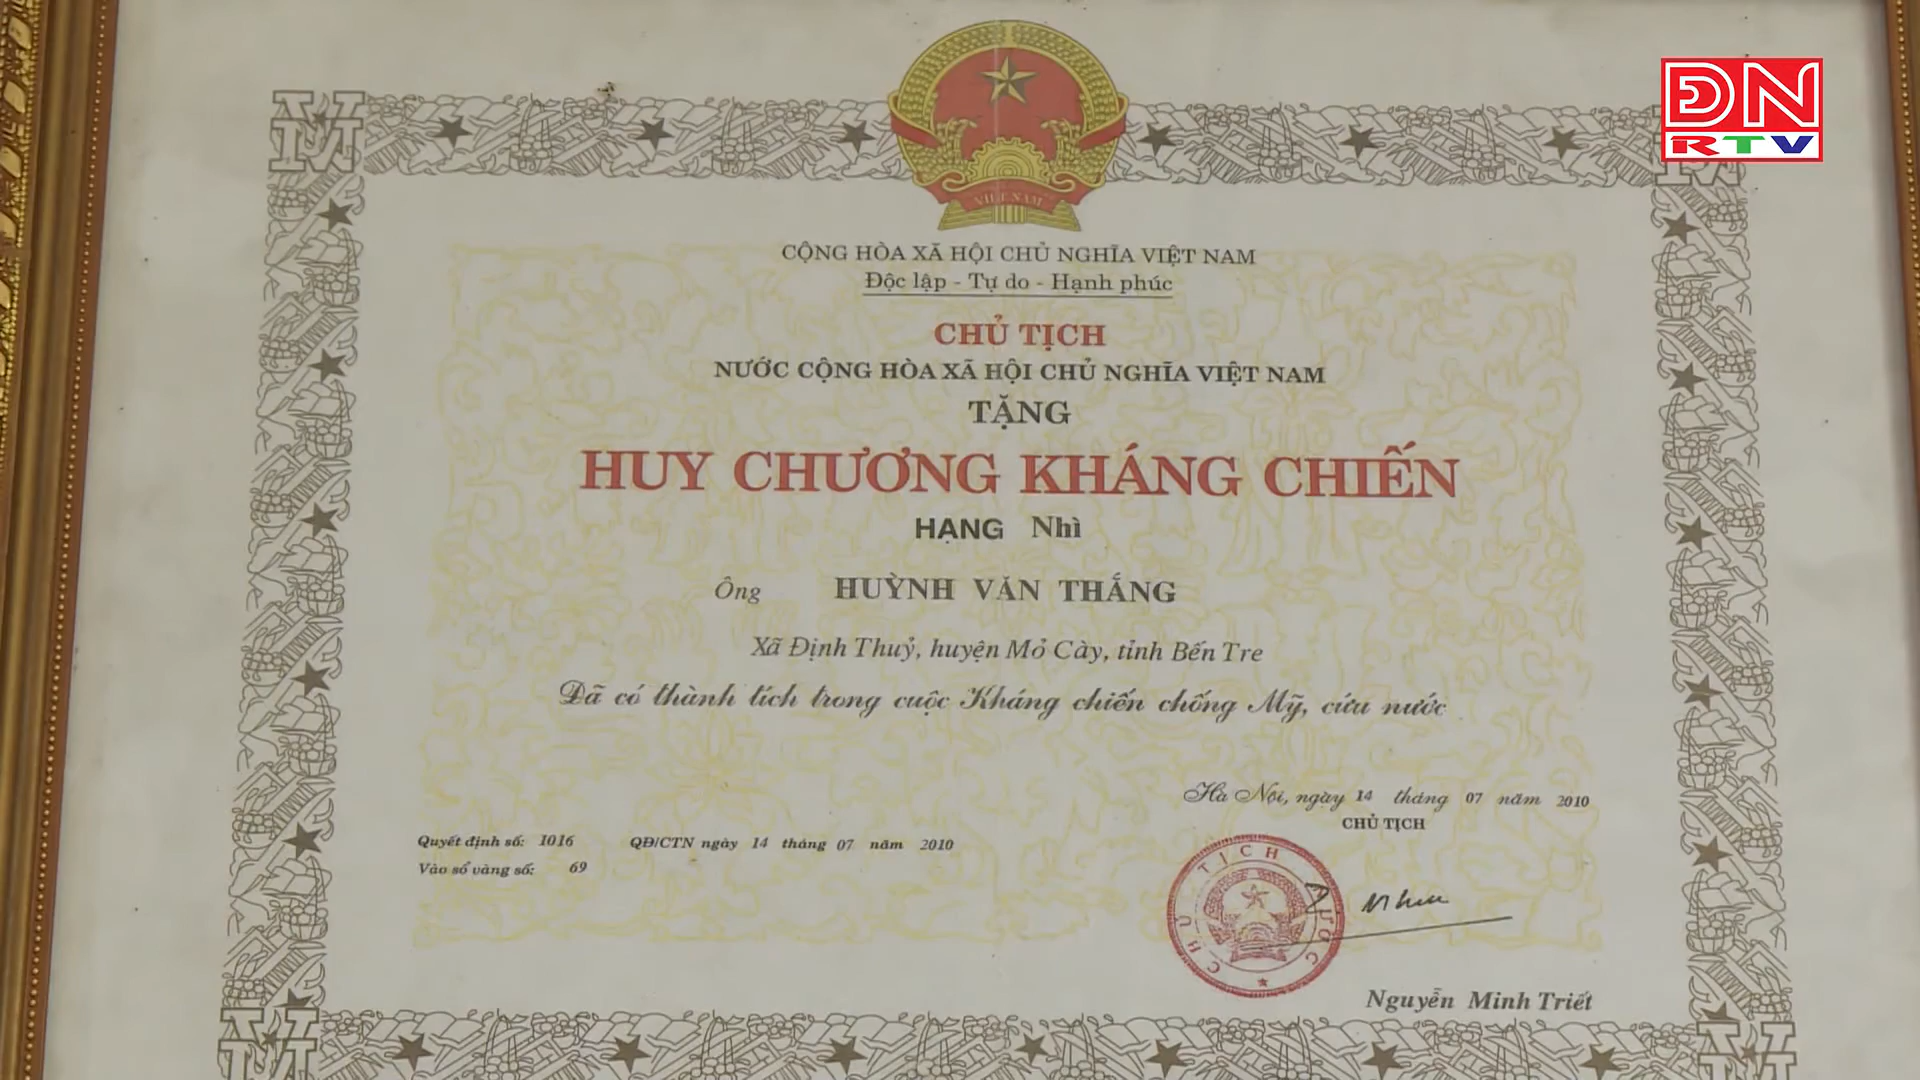 ĐN
RTV
VIỆT NAM
CỘNG HÒA XÃ HỘI CHỦ NGHĨA VIỆT NAM
Độc lập - Tự do - Hạnh phúc
CHỦ TỊCH
NƯỚC CỘNG HÒA XÃ HỘI CHỦ NGHĨA VIỆT NAM
TẶNG
HUY CHƯƠNG KHÁNG CHIẾN
HẠNG Nhì
Ông HUỲNH VĂN THẮNG
Xã Định Thuỷ, huyện Mỏ Cày, tỉnh Bến Tre
Đã có thành tích trong cuộc Kháng chiến chống Mỹ, cứu nước
Hà Nội, ngày 14 tháng 07 năm 2010
CHỦ TỊCH
Quyết định số: 1016 QĐ/CTN ngày 14 tháng 07 năm 2010
Vào sổ vàng số: 69
CHỦ TỊCH NƯỚC
Nguyễn Minh Triết